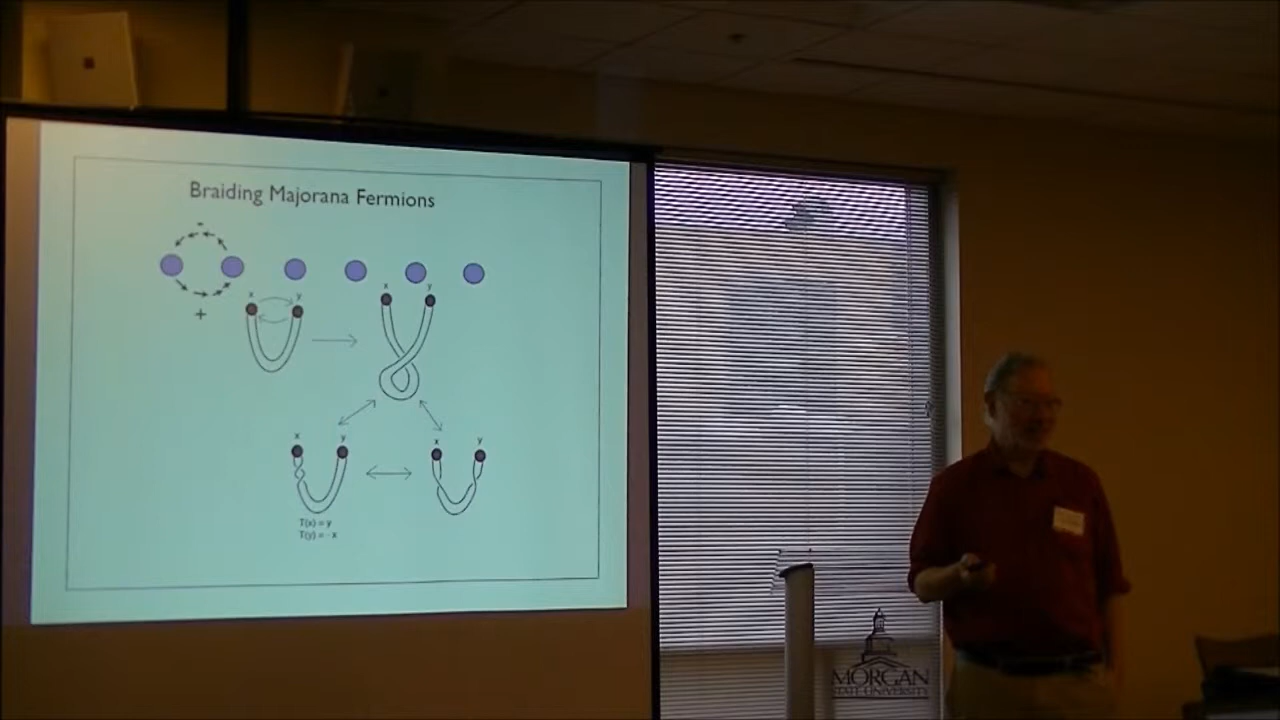 Braiding Majorana Fermions
-
+
x y
x y
x y
x y
T(x) = y
T(y) = - x
MORGAN
STATE UNIVERSITY